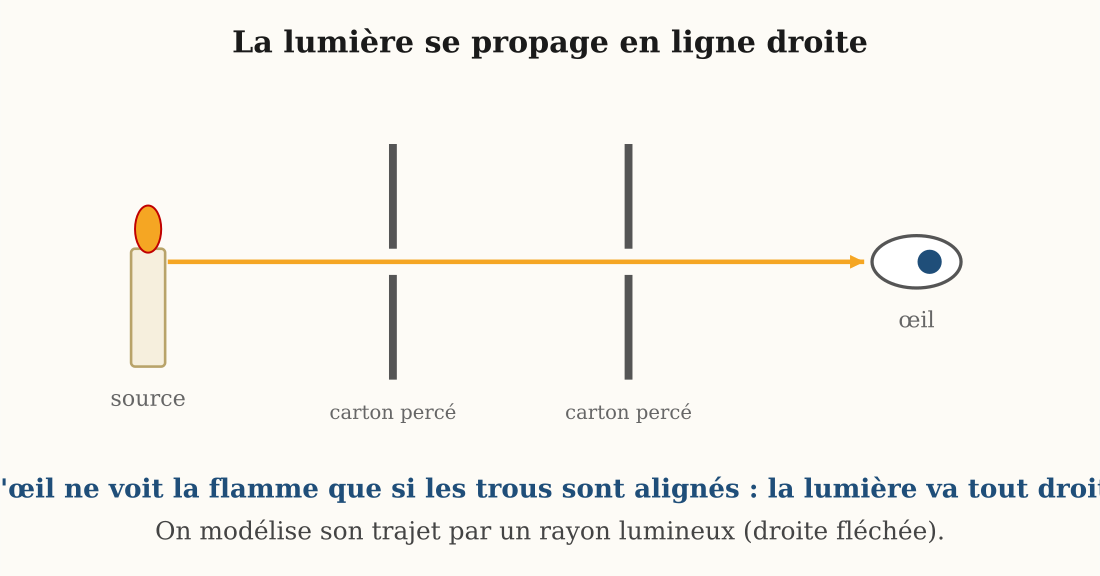 La lumière se propage en ligne droite
œil
source
carton percé
carton percé
'œil ne voit la flamme que si les trous sont alignés : la lumière va tout droit
On modélise son trajet par un rayon lumineux (droite fléchée).